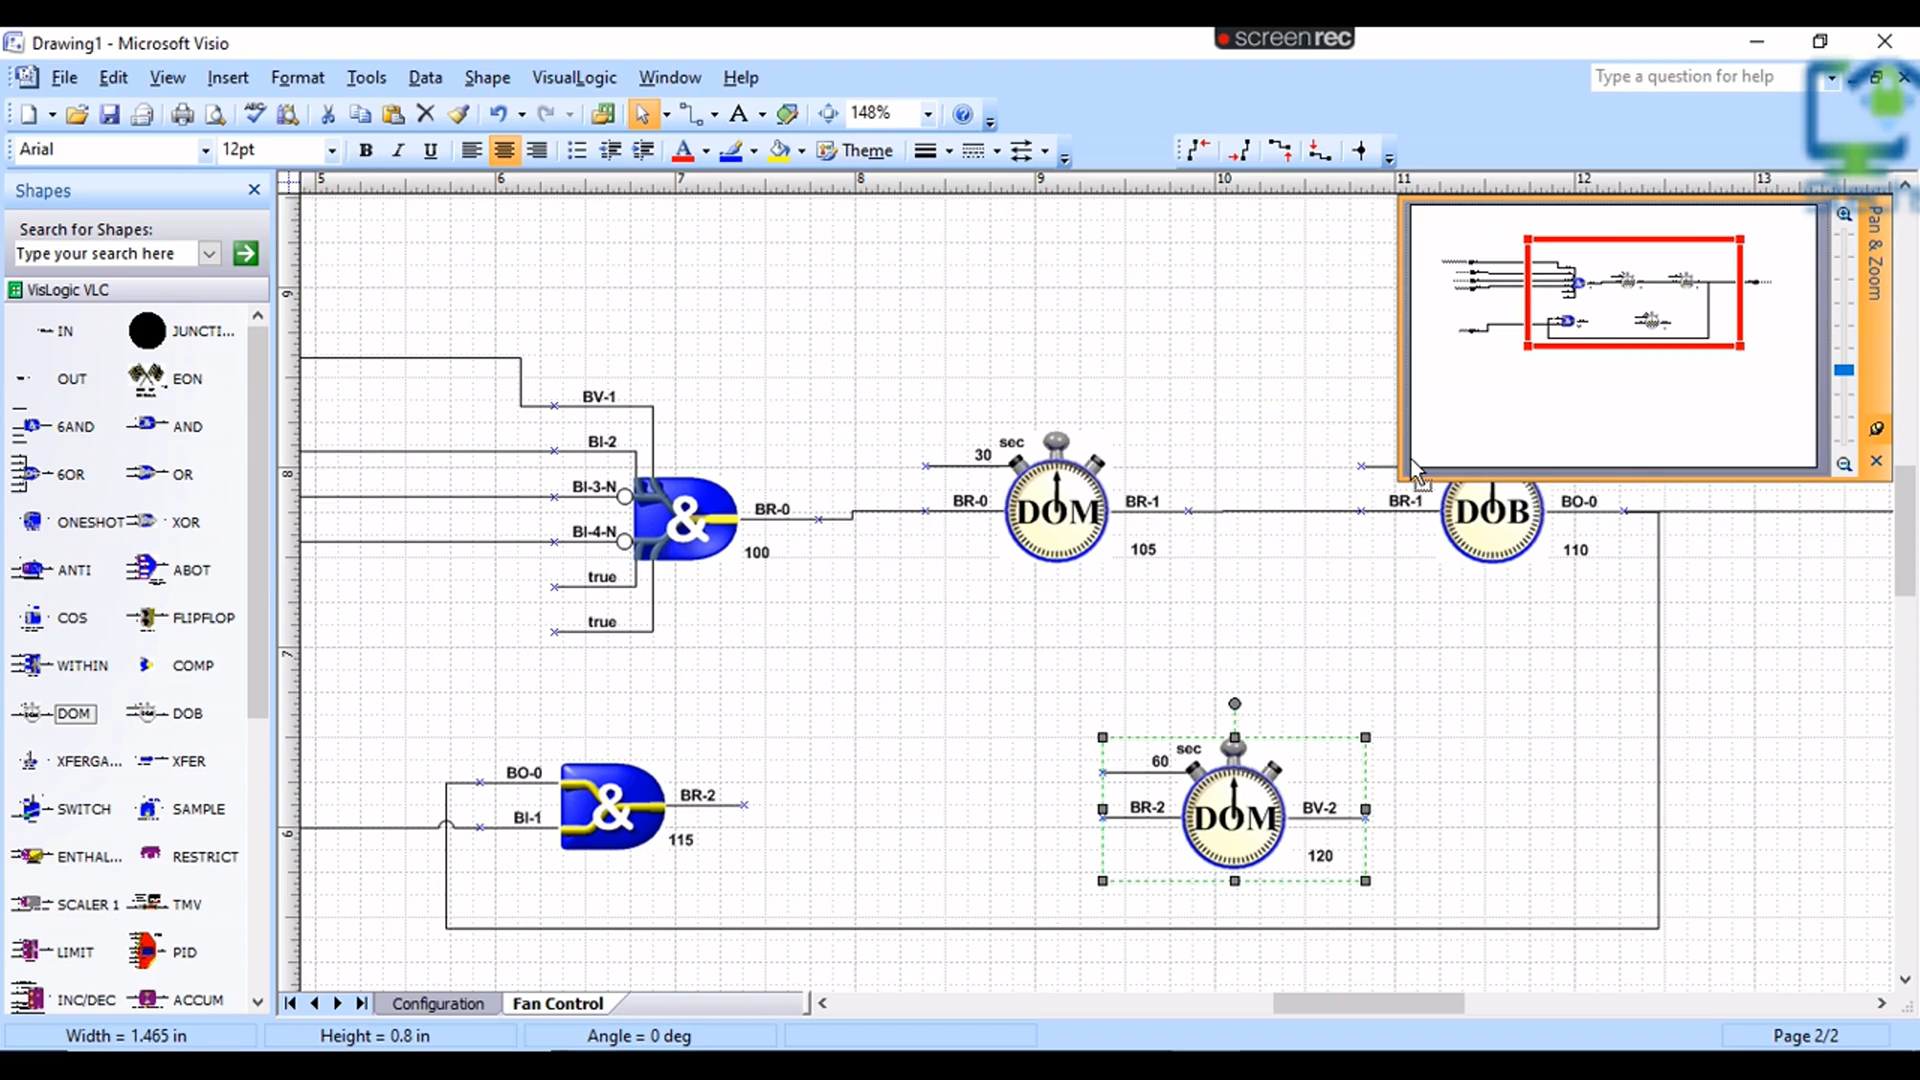 screenrec
Drawing1 - Microsoft Visio
File Edit View Insert Format Tools Data Shape VisualLogic Window Help
Type a question for help
148%
Arial 12pt B I U A Theme
Shapes
Search for Shapes:
Type your search here
VisLogic VLC
IN JUNCTI...
OUT EON
6AND AND
6OR OR
ONESHOT XOR
ANTI ABOT
COS FLIPFLOP
WITHIN COMP
DOM DOB
XFERGA... XFER
SWITCH SAMPLE
ENTHAL... RESTRICT
SCALER 1 TMV
LIMIT PID
INC/DEC ACCUM
5 6 7 8 9 10 11 12 13
9
8
7
6
Pan & Zoom
BV-1
BI-2
BI-3-N
BI-4-N
true
true
&
BR-0
100
30 sec
BR-0
DOM
BR-1
105
BR-1
DOB
BO-0
110
BO-0
BI-1
&
BR-2
115
60 sec
BR-2
DOM
BV-2
120
Configuration Fan Control
Width = 1.465 in Height = 0.8 in Angle = 0 deg Page 2/2